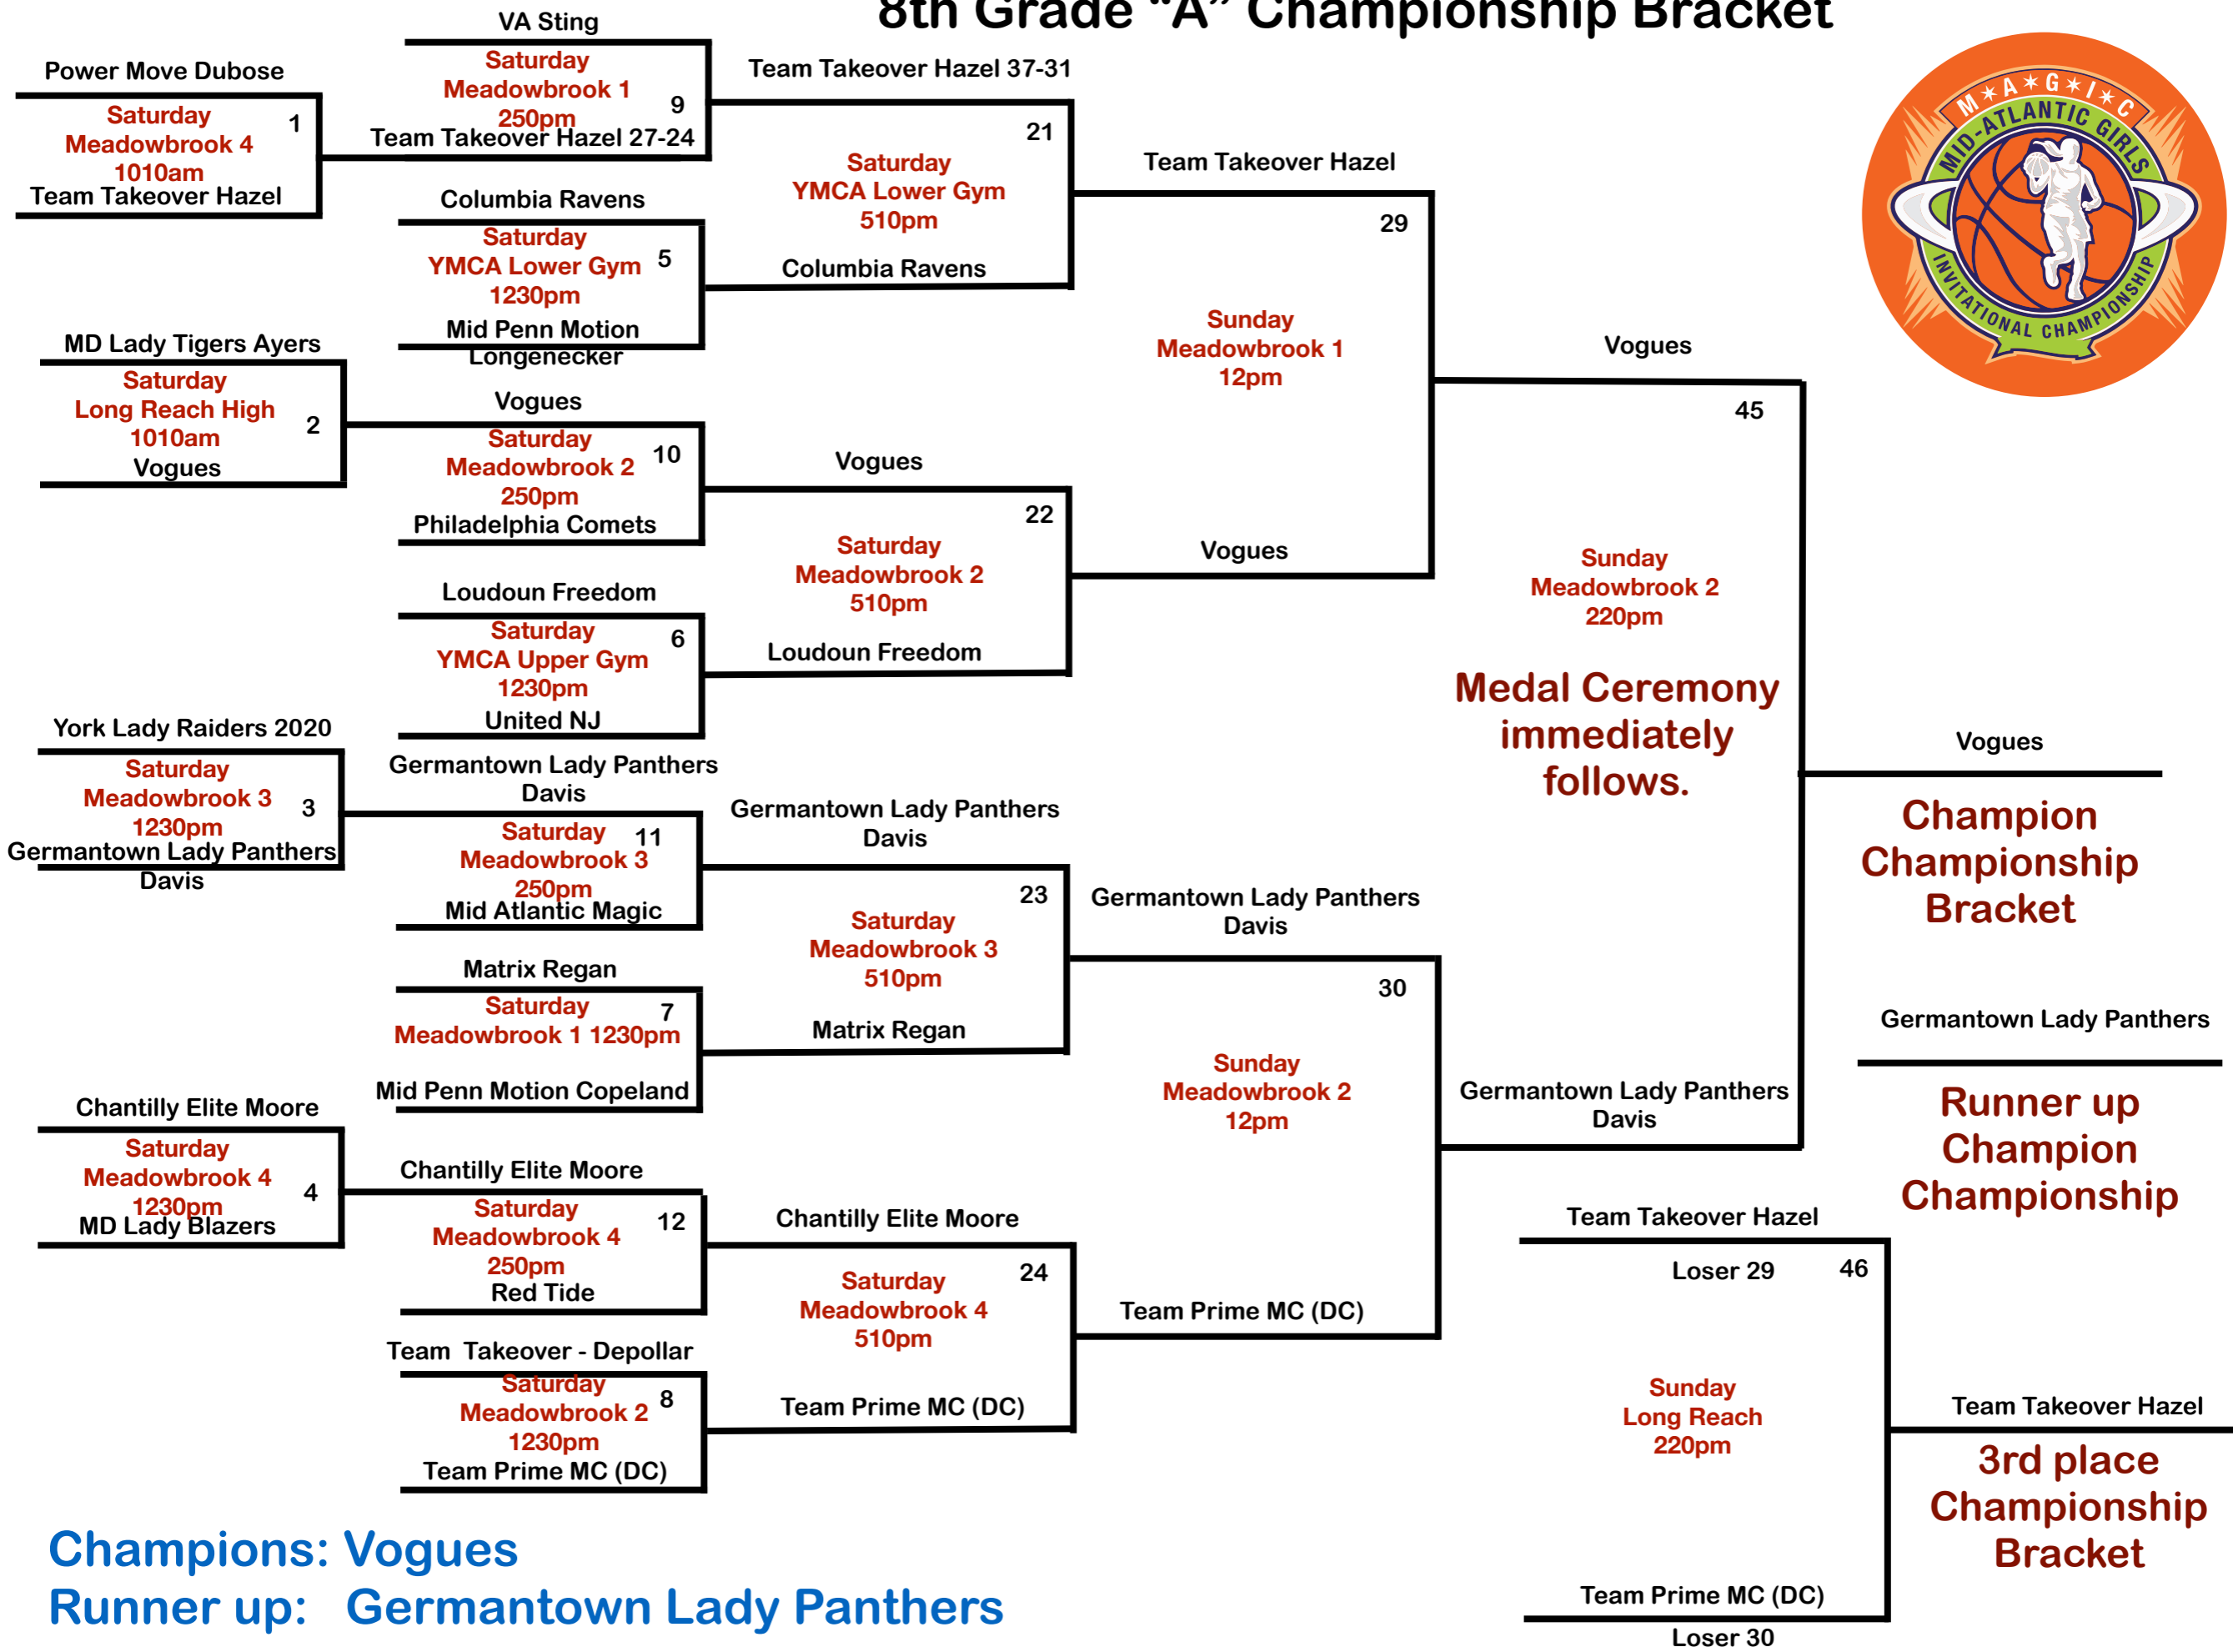 8th Grade “A” Championship Bracket
M★A★G★I★C
MID-ATLANTIC GIRLS
INVITATIONAL CHAMPIONSHIP
Power Move Dubose
Saturday
Meadowbrook 4
1010am
1
Team Takeover Hazel
MD Lady Tigers Ayers
Saturday
Long Reach High
1010am
2
Vogues
York Lady Raiders 2020
Saturday
Meadowbrook 3
1230pm
3
Germantown Lady Panthers
Davis
Chantilly Elite Moore
Saturday
Meadowbrook 4
1230pm
4
MD Lady Blazers
VA Sting
Saturday
Meadowbrook 1
250pm
9
Team Takeover Hazel 27-24
Columbia Ravens
Saturday
YMCA Lower Gym
1230pm
5
Mid Penn Motion
Longenecker
Vogues
Saturday
Meadowbrook 2
250pm
10
Philadelphia Comets
Loudoun Freedom
Saturday
YMCA Upper Gym
1230pm
6
United NJ
Germantown Lady Panthers
Davis
Saturday
Meadowbrook 3
250pm
11
Mid Atlantic Magic
Matrix Regan
Saturday
Meadowbrook 1 1230pm
7
Mid Penn Motion Copeland
Chantilly Elite Moore
Saturday
Meadowbrook 4
250pm
12
Red Tide
Team  Takeover - Depollar
Saturday
Meadowbrook 2
1230pm
8
Team Prime MC (DC)
Team Takeover Hazel 37-31
21
Saturday
YMCA Lower Gym
510pm
Columbia Ravens
Vogues
22
Saturday
Meadowbrook 2
510pm
Loudoun Freedom
Germantown Lady Panthers
Davis
23
Saturday
Meadowbrook 3
510pm
Matrix Regan
Chantilly Elite Moore
24
Saturday
Meadowbrook 4
510pm
Team Prime MC (DC)
Team Takeover Hazel
29
Sunday
Meadowbrook 1
12pm
Vogues
Germantown Lady Panthers
Davis
30
Sunday
Meadowbrook 2
12pm
Team Prime MC (DC)
Vogues
45
Sunday
Meadowbrook 2
220pm
Medal Ceremony
immediately
follows.
Germantown Lady Panthers
Davis
Vogues
Champion
Championship
Bracket
Germantown Lady Panthers
Runner up
Champion
Championship
Team Takeover Hazel
Loser 29
46
Sunday
Long Reach
220pm
Team Prime MC (DC)
Loser 30
Team Takeover Hazel
3rd place
Championship
Bracket
Champions: Vogues
Runner up:   Germantown Lady Panthers